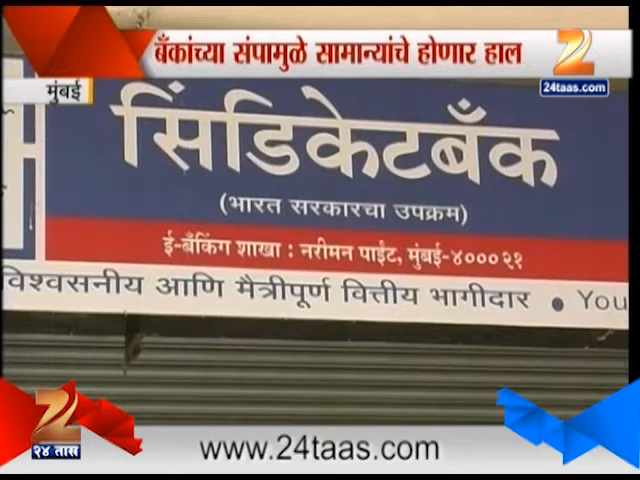 बँकांच्या संपामुळे सामान्यांचे होणार हाल
24taas.com
मुंबई
सिंडिकेटबैंक
(भारत सरकारचा उपक्रम)
ई-बँकिंग शाखा : नरीमन पाईंट, मुंबई-४०००२१
विश्वसनीय आणि मैत्रीपूर्ण वित्तीय भागीदार • You
२४ तास
www.24taas.com